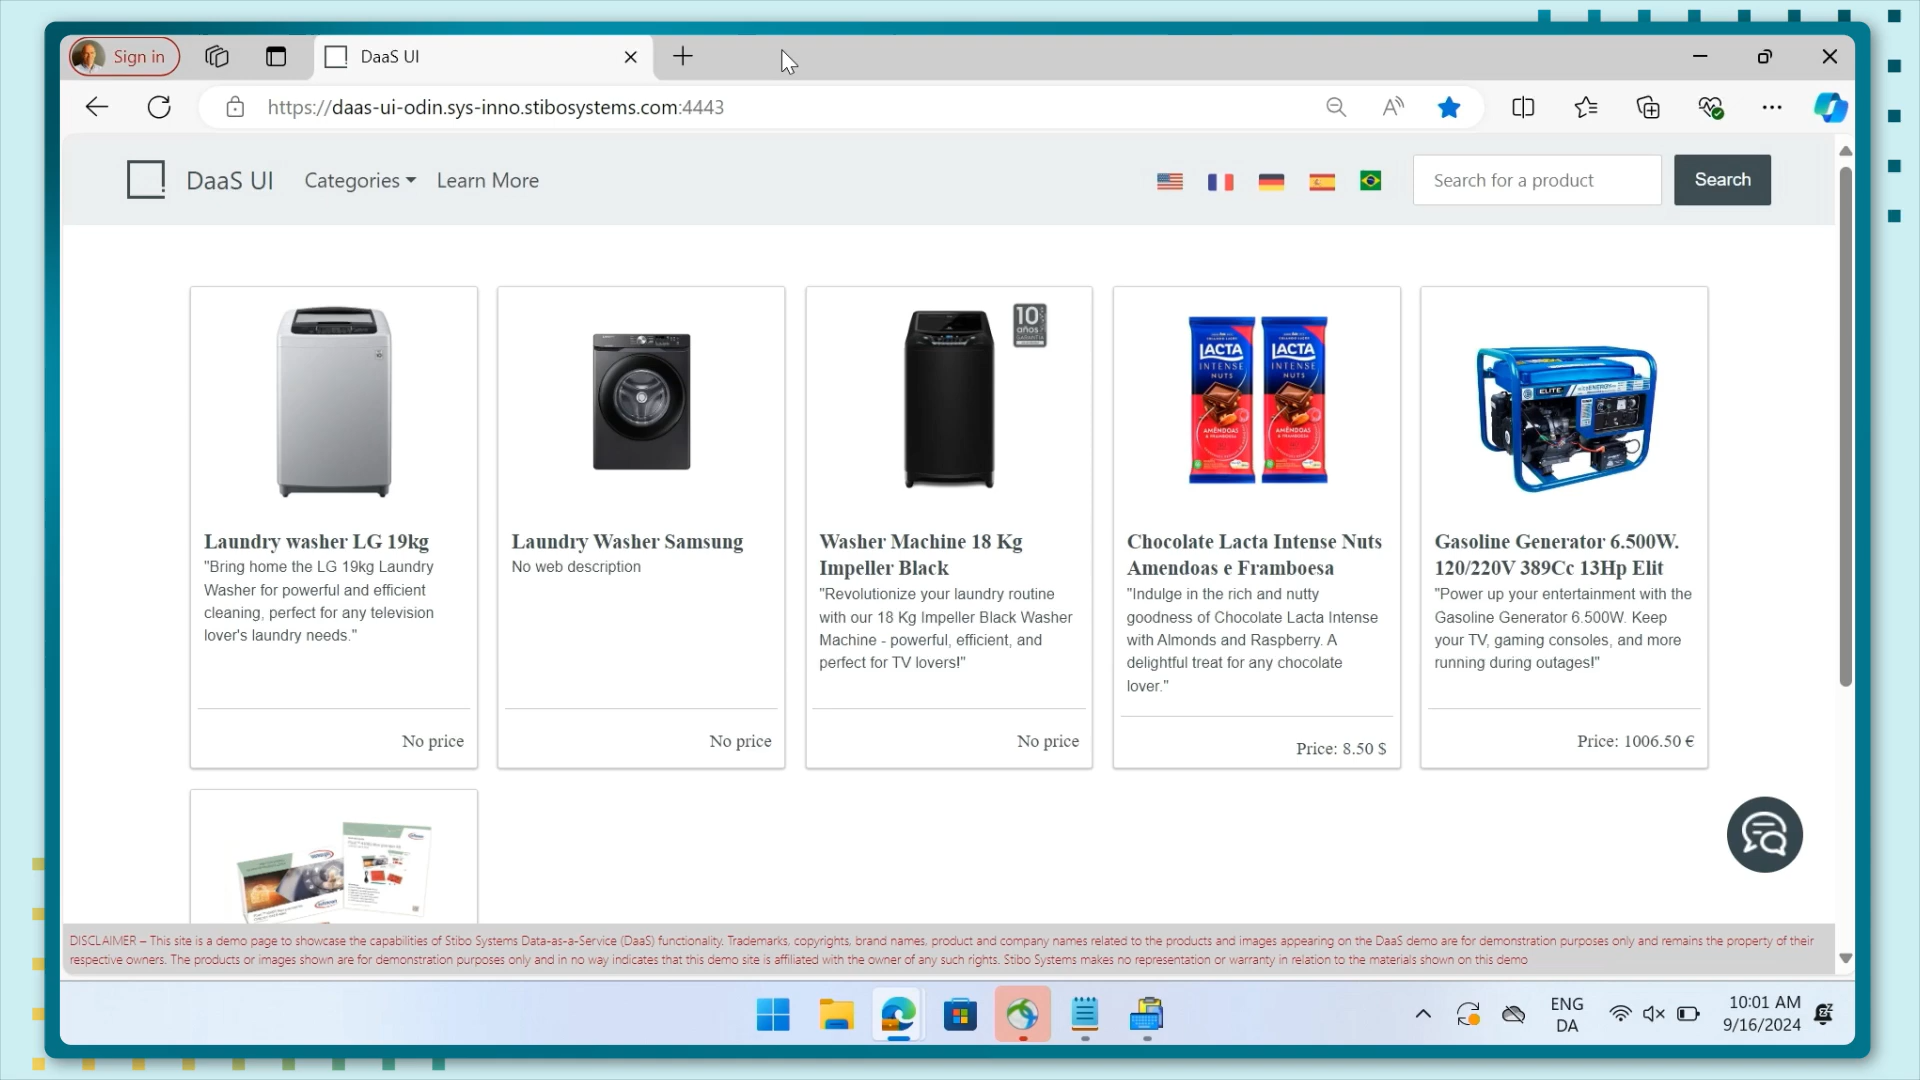 Sign in
DaaS UI
https://daas-ui-odin.sys-inno.stibosystems.com:4443
DaaS UI
Categories
Learn More
Search for a product
Search
10
años
GARANTIA
LACTA
INTENSE
NUTS
AMÊNDOAS
& FRAMBOESA
LACTA
INTENSE
NUTS
AMÊNDOAS
& FRAMBOESA
ELITE
Laundry washer LG 19kg
"Bring home the LG 19kg Laundry
Washer for powerful and efficient
cleaning, perfect for any television
lover's laundry needs."
No price
Laundry Washer Samsung
No web description
No price
Washer Machine 18 Kg
Impeller Black
"Revolutionize your laundry routine
with our 18 Kg Impeller Black Washer
Machine - powerful, efficient, and
perfect for TV lovers!"
No price
Chocolate Lacta Intense Nuts
Amendoas e Framboesa
"Indulge in the rich and nutty
goodness of Chocolate Lacta Intense
with Almonds and Raspberry. A
delightful treat for any chocolate
lover."
Price: 8.50 $
Gasoline Generator 6.500W.
120/220V 389Cc 13Hp Elit
"Power up your entertainment with the
Gasoline Generator 6.500W. Keep
your TV, gaming consoles, and more
running during outages!"
Price: 1006.50 €
DISCLAIMER – This site is a demo page to showcase the capabilities of Stibo Systems Data-as-a-Service (DaaS) functionality. Trademarks, copyrights, brand names, product and company names related to the products and images appearing on the DaaS demo are for demonstration purposes only and remains the property of their
respective owners. The products or images shown are for demonstration purposes only and in no way indicates that this demo site is affiliated with the owner of any such rights. Stibo Systems makes no representation or warranty in relation to the materials shown on this demo
ENG
DA
10:01 AM
9/16/2024